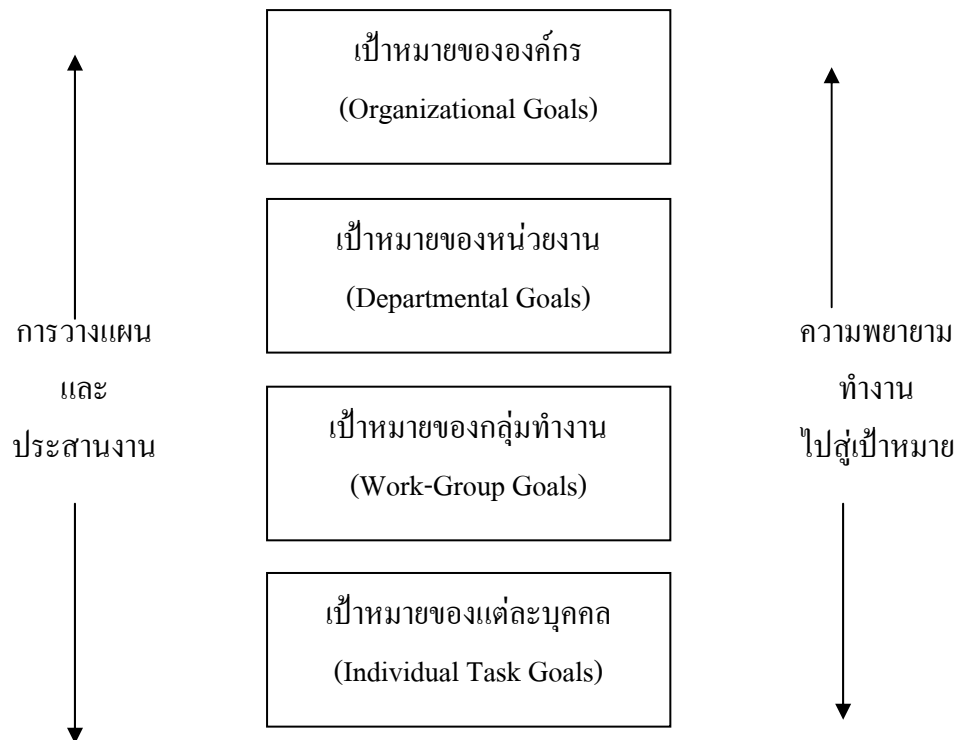 เป้าหมายขององค์กร
(Organizational Goals)
เป้าหมายของหน่วยงาน
(Departmental Goals)
การวางแผน
และ
ประสานงาน
ความพยายาม
ทำงาน
ไปสู่เป้าหมาย
เป้าหมายของกลุ่มทำงาน
(Work-Group Goals)
เป้าหมายของแต่ละบุคคล
(Individual Task Goals)